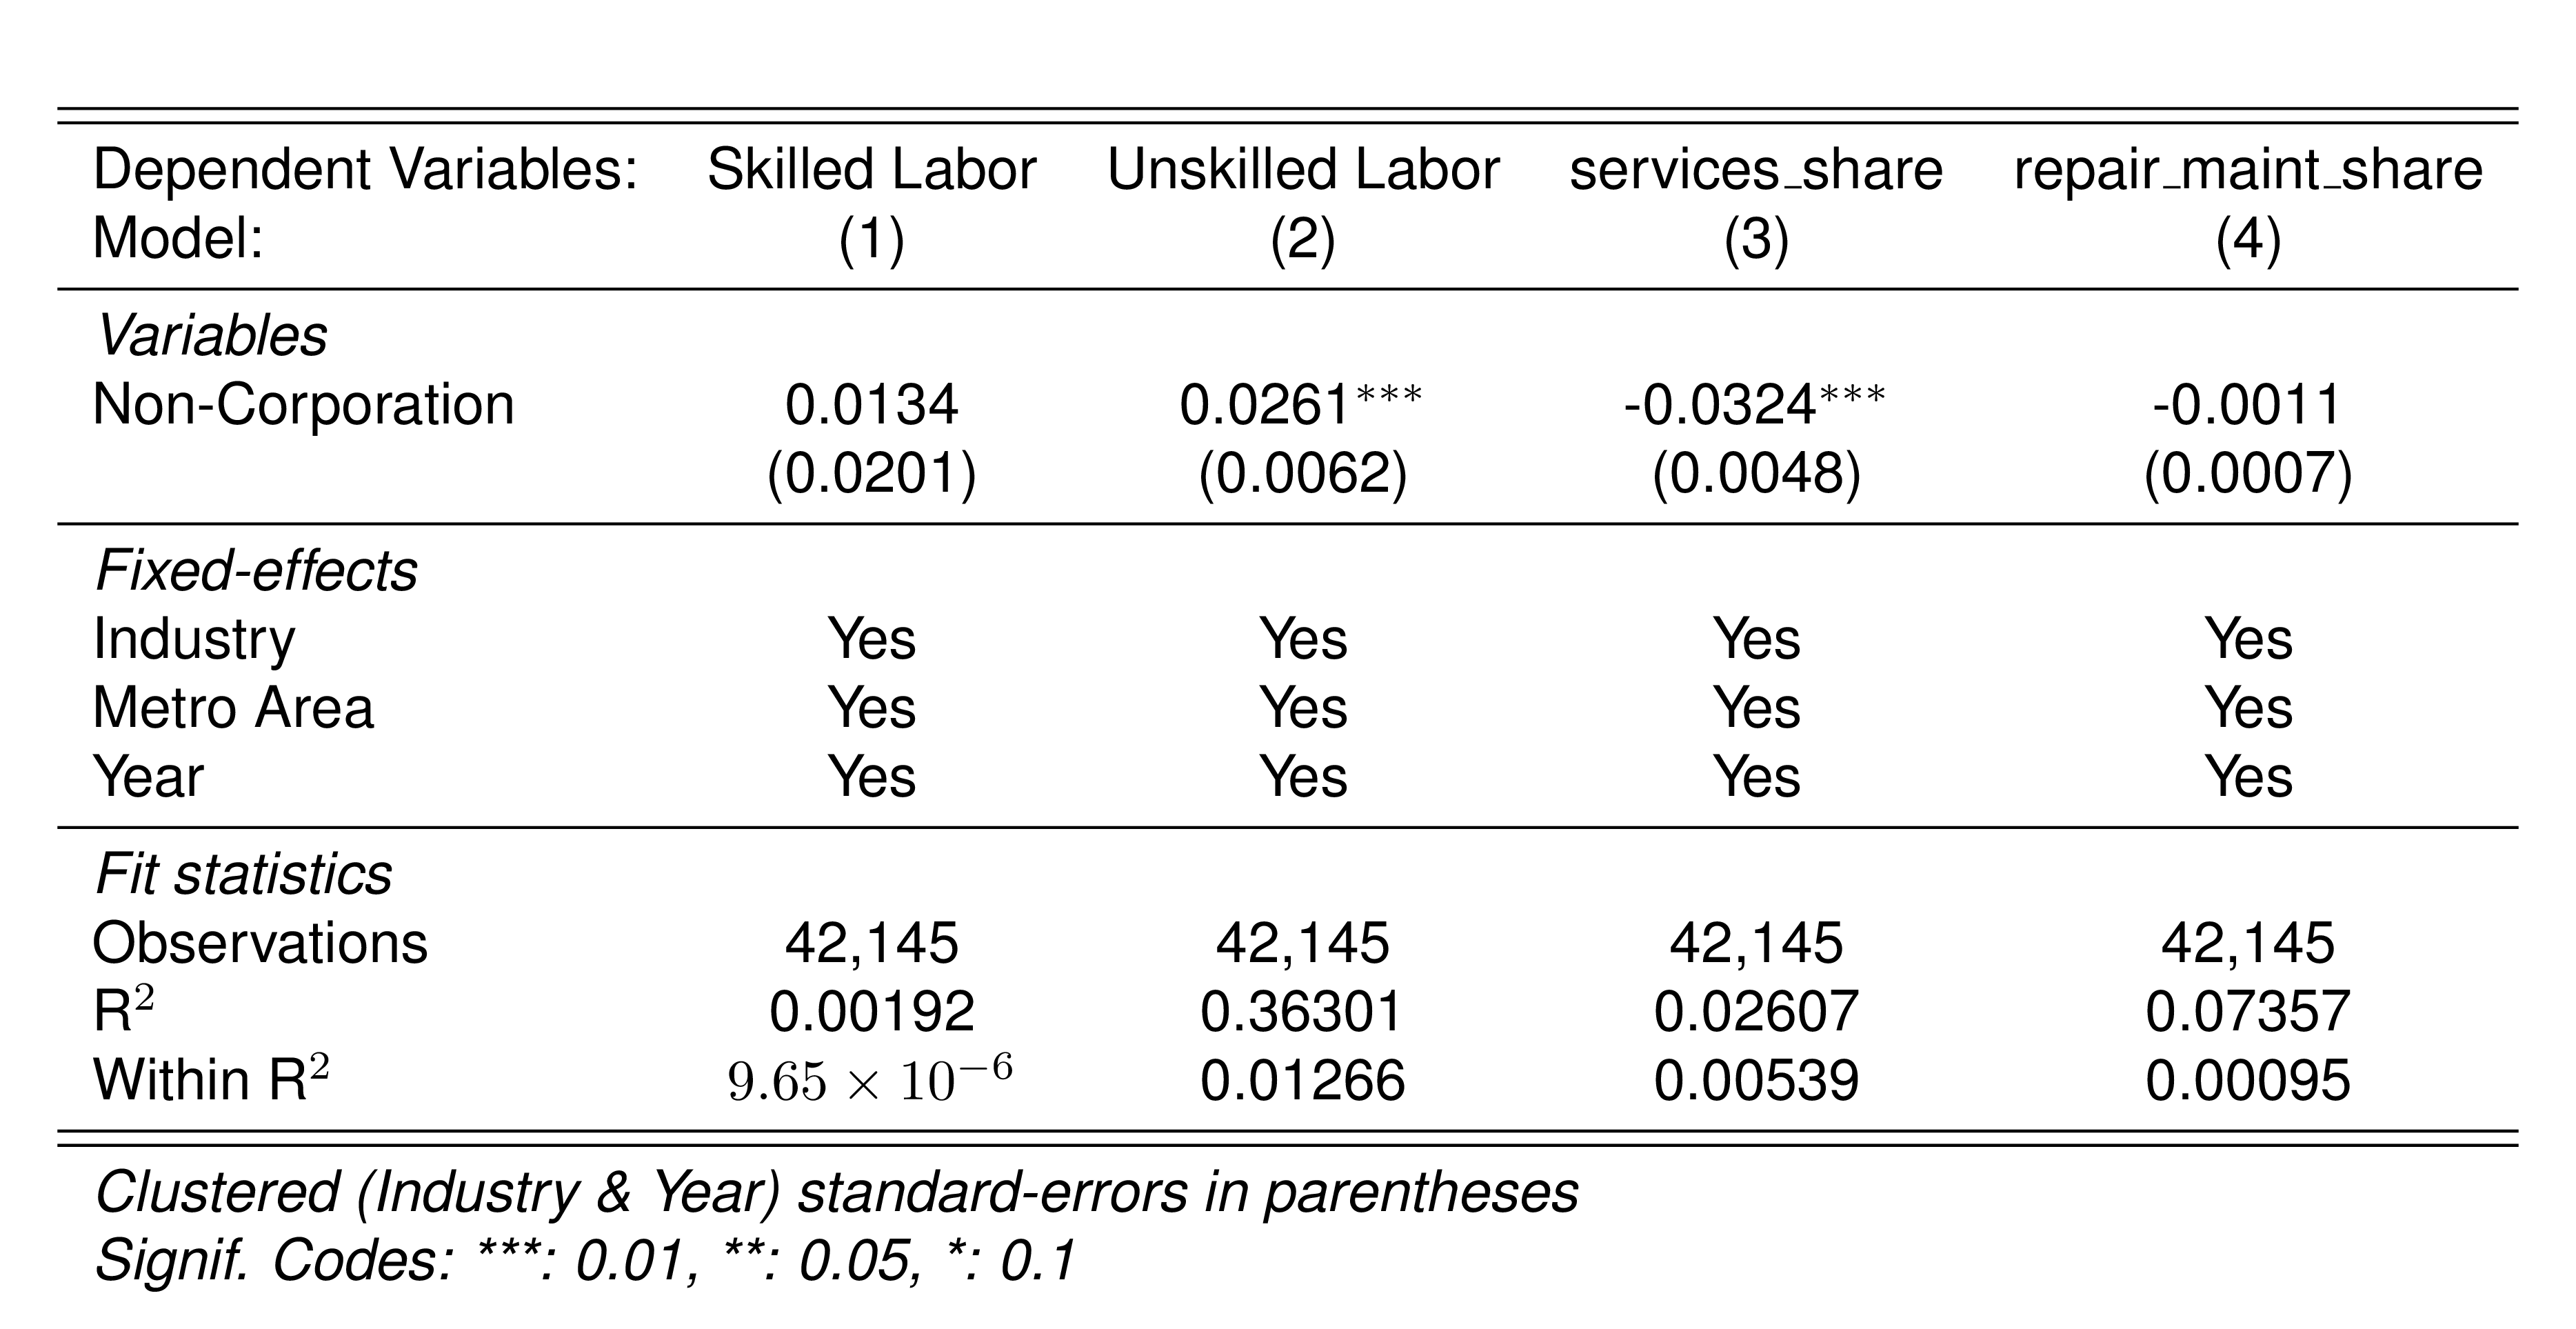 Dependent Variables: Skilled Labor Unskilled Labor services_share repair_maint_share
Model: (1) (2) (3) (4)
Variables
Non-Corporation 0.0134 0.0261*** -0.0324*** -0.0011
(0.0201) (0.0062) (0.0048) (0.0007)
Fixed-effects
Industry Yes Yes Yes Yes
Metro Area Yes Yes Yes Yes
Year Yes Yes Yes Yes
Fit statistics
Observations 42,145 42,145 42,145 42,145
R² 0.00192 0.36301 0.02607 0.07357
Within R² 9.65 × 10⁻⁶ 0.01266 0.00539 0.00095
Clustered (Industry & Year) standard-errors in parentheses
Signif. Codes: ***: 0.01, **: 0.05, *: 0.1